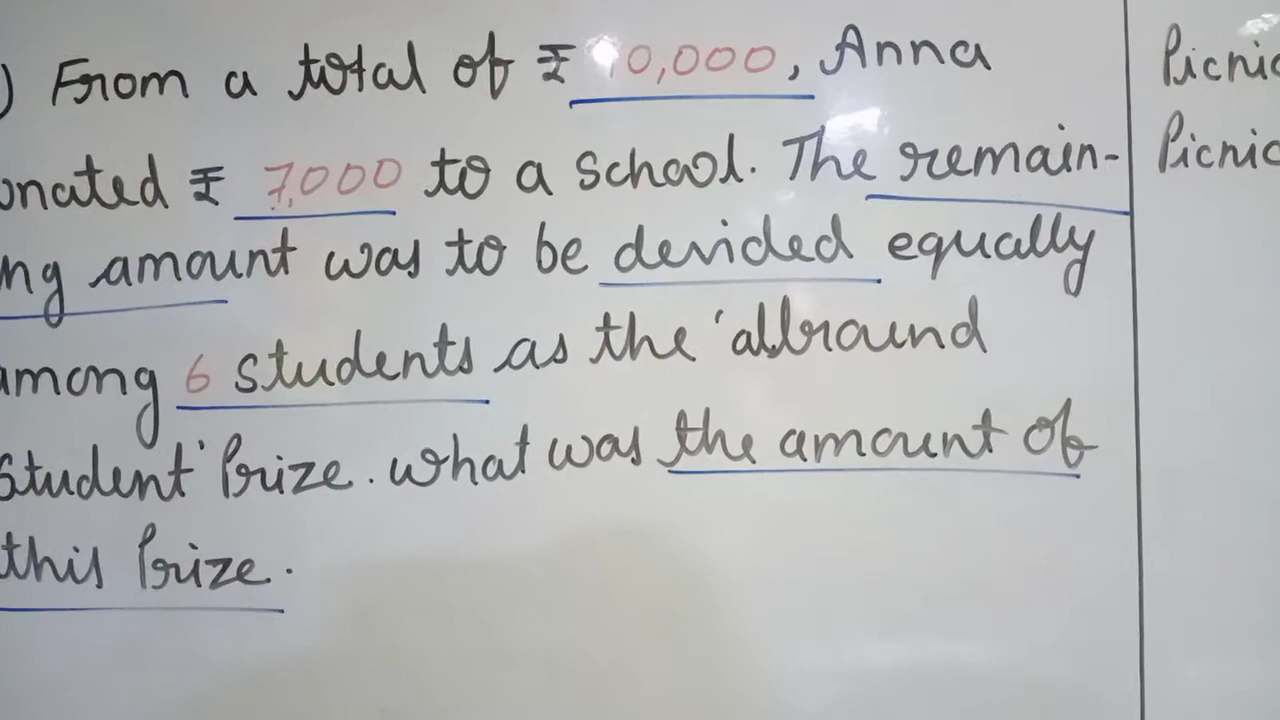 ) From a total of ₹ 10,000, Anna
onated ₹ 7,000 to a school. The remain-
ng amount was to be devided equally
among 6 students as the 'allround
student' Prize. what was the amount of
this Prize.
Picnic
Picnic